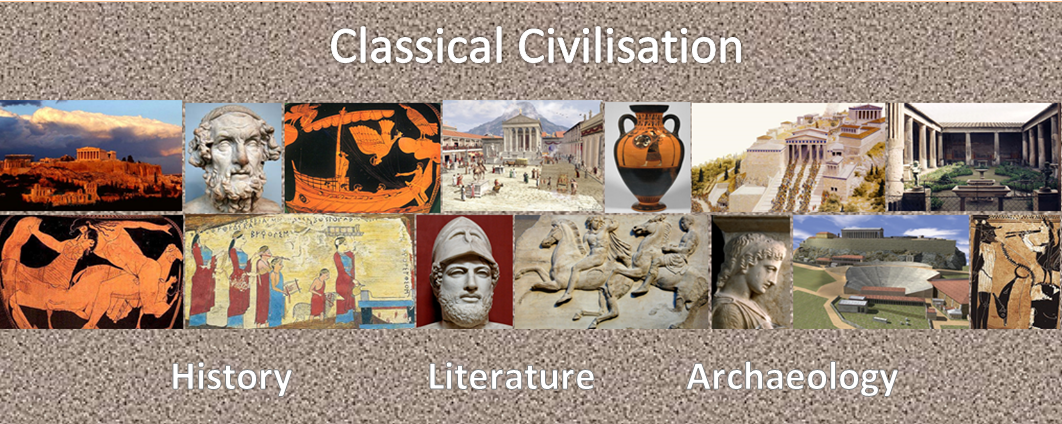 Classical Civilisation
History Literature Archaeology